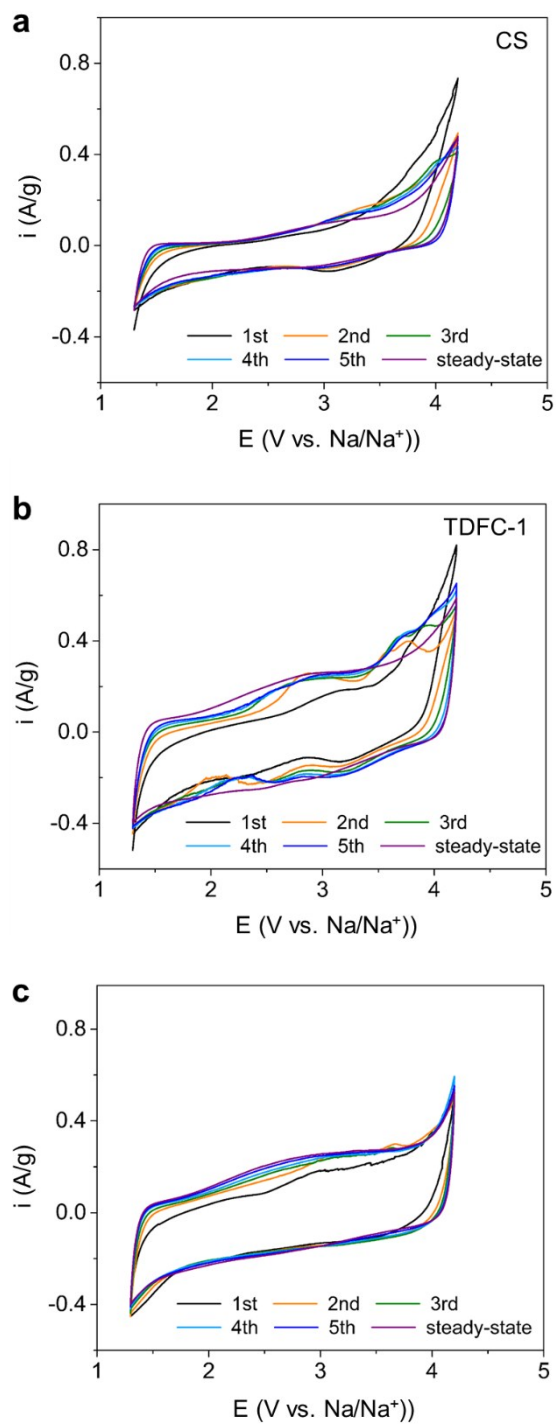 a
CS
0.8
0.4
0.0
-0.4
i (A/g)
1st 2nd 3rd
4th 5th steady-state
1 2 3 4 5
E (V vs. Na/Na⁺))
b
TDFC-1
0.8
0.4
0.0
-0.4
i (A/g)
1st 2nd 3rd
4th 5th steady-state
1 2 3 4 5
E (V vs. Na/Na⁺))
c
0.8
0.4
0.0
-0.4
i (A/g)
1st 2nd 3rd
4th 5th steady-state
1 2 3 4 5
E (V vs. Na/Na⁺))